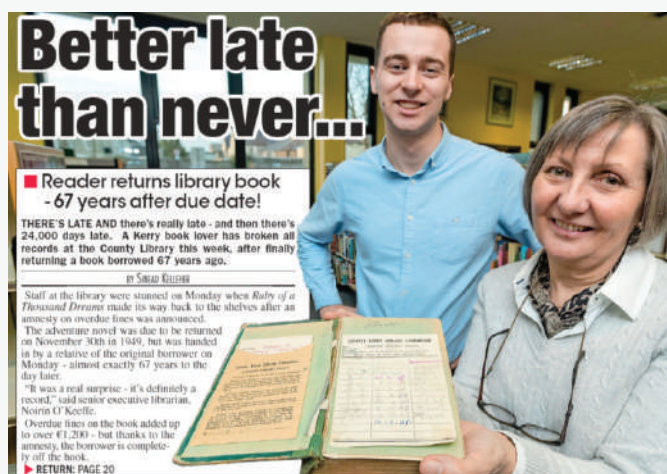 Better late
than never...
Reader returns library book
- 67 years after due date!
THERE'S LATE AND there's really late - and then there's
24,000 days late. A Kerry book lover has broken all
records at the County Library this week, after finally
returning a book borrowed 67 years ago.
BY SINEAD KELLEHER
Staff at the library were stunned on Monday when Ruby of a
Thousand Dreams made its way back to the shelves after an
amnesty on overdue fines was announced.
The adventure novel was due to be returned
on November 30th in 1949, but was handed
in by a relative of the original borrower on
Monday - almost exactly 67 years to the
day later.
"It was a real surprise - it's definitely a
record," said senior executive librarian,
Noirin O'Keeffe.
Overdue fines on the book added up
to over €1,200 - but thanks to the
amnesty, the borrower is complete-
ly off the hook.
RETURN: PAGE 20